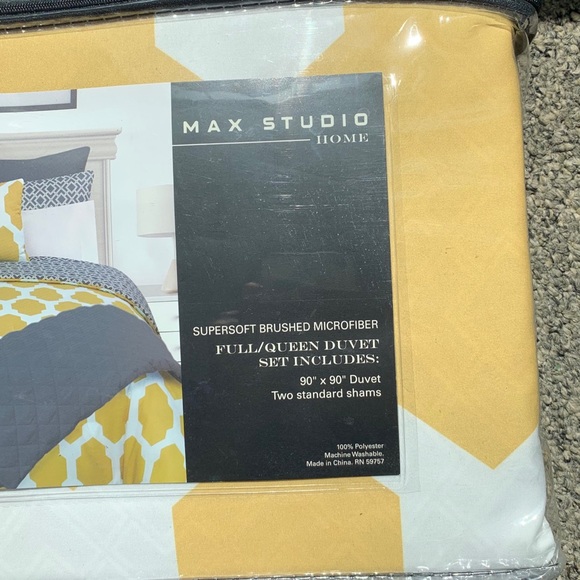 MAX STUDIO
HOME
SUPERSOFT BRUSHED MICROFIBER
FULL/QUEEN DUVET
SET INCLUDES:
90" x 90" Duvet
Two standard shams
100% Polyester
Machine Washable.
Made in China. RN 59757